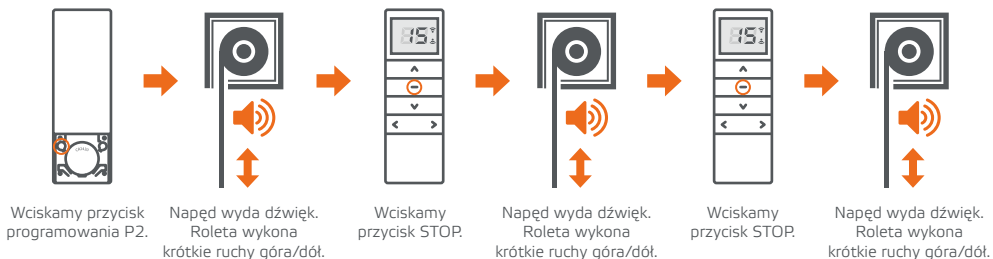 15
15
Wciskamy przycisk
programowania P2.
Napęd wyda dźwięk.
Roleta wykona
krótkie ruchy góra/dół.
Wciskamy
przycisk STOP.
Napęd wyda dźwięk.
Roleta wykona
krótkie ruchy góra/dół.
Wciskamy
przycisk STOP.
Napęd wyda dźwięk.
Roleta wykona
krótkie ruchy góra/dół.